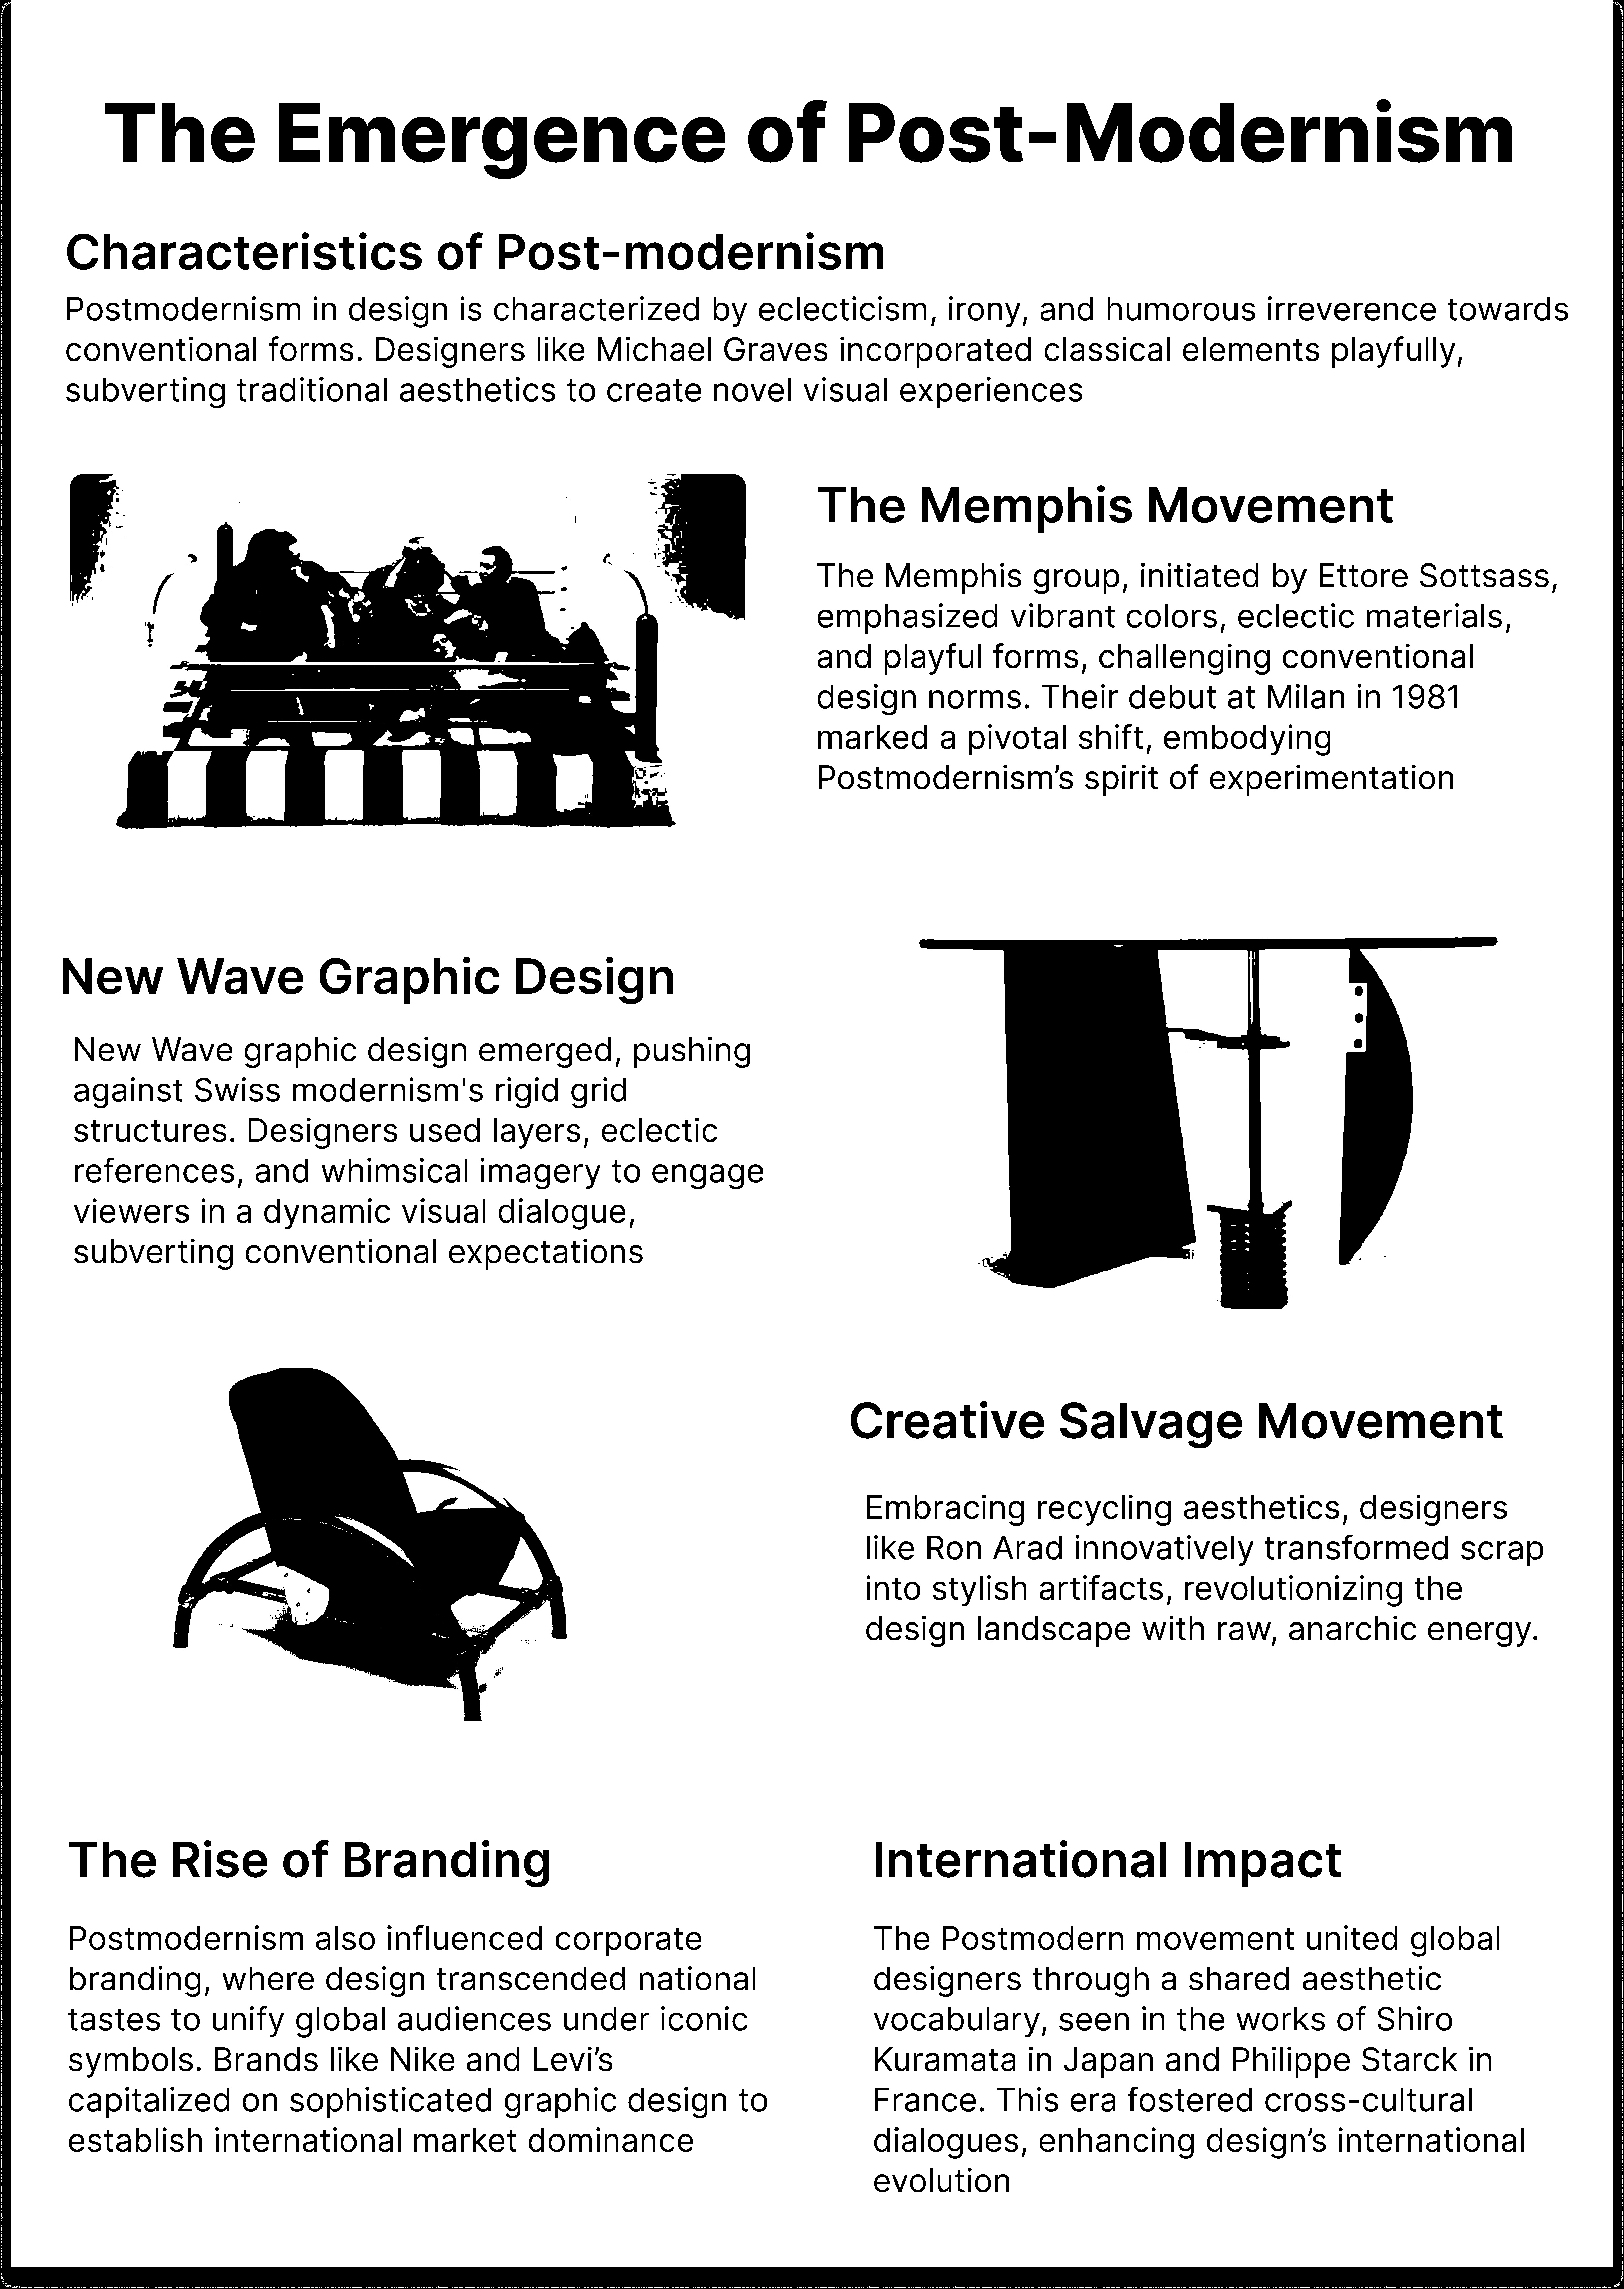 The Emergence of Post-Modernism
Characteristics of Post-modernism
Postmodernism in design is characterized by eclecticism, irony, and humorous irreverence towards
conventional forms. Designers like Michael Graves incorporated classical elements playfully,
subverting traditional aesthetics to create novel visual experiences
The Memphis Movement
The Memphis group, initiated by Ettore Sottsass,
emphasized vibrant colors, eclectic materials,
and playful forms, challenging conventional
design norms. Their debut at Milan in 1981
marked a pivotal shift, embodying
Postmodernism’s spirit of experimentation
New Wave Graphic Design
New Wave graphic design emerged, pushing
against Swiss modernism's rigid grid
structures. Designers used layers, eclectic
references, and whimsical imagery to engage
viewers in a dynamic visual dialogue,
subverting conventional expectations
Creative Salvage Movement
Embracing recycling aesthetics, designers
like Ron Arad innovatively transformed scrap
into stylish artifacts, revolutionizing the
design landscape with raw, anarchic energy.
The Rise of Branding
Postmodernism also influenced corporate
branding, where design transcended national
tastes to unify global audiences under iconic
symbols. Brands like Nike and Levi’s
capitalized on sophisticated graphic design to
establish international market dominance
International Impact
The Postmodern movement united global
designers through a shared aesthetic
vocabulary, seen in the works of Shiro
Kuramata in Japan and Philippe Starck in
France. This era fostered cross-cultural
dialogues, enhancing design’s international
evolution